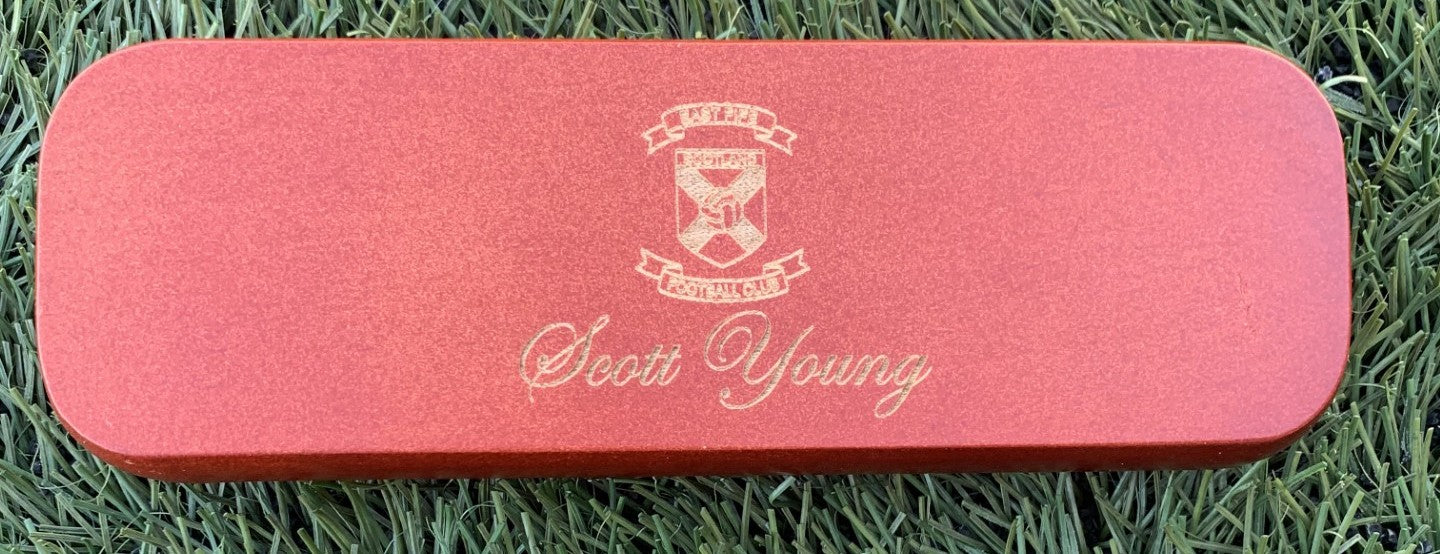 EAST FIFE
SCOTLAND
FOOTBALL CLUB
Scott Young